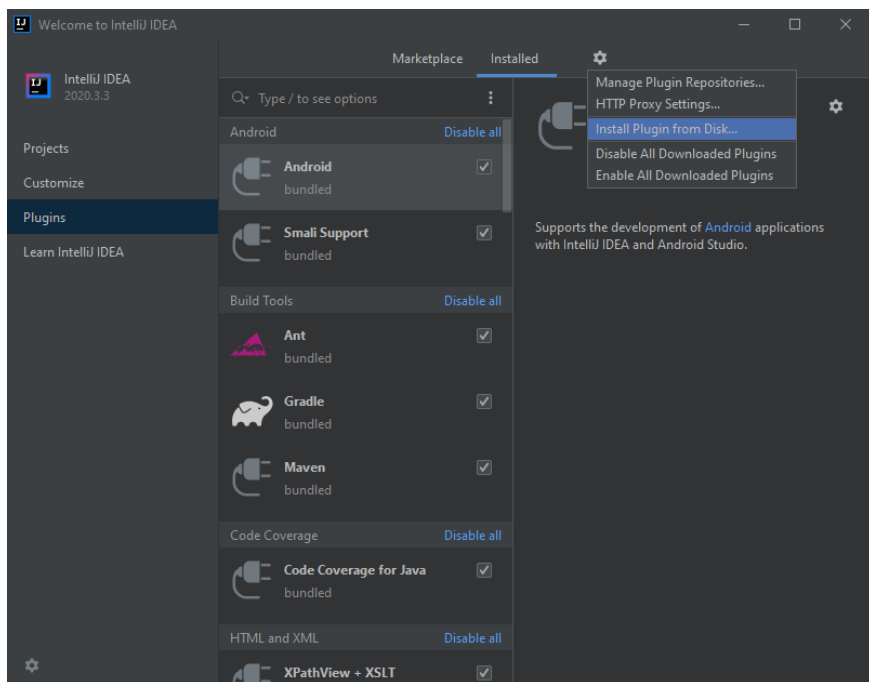 Welcome to IntelliJ IDEA
IntelliJ IDEA
2020.3.3
Projects
Customize
Plugins
Learn IntelliJ IDEA
Marketplace
Installed
Type / to see options
Android
Disable all
Android
bundled
Smali Support
bundled
Build Tools
Disable all
Ant
bundled
Gradle
bundled
Maven
bundled
Code Coverage
Disable all
Code Coverage for Java
bundled
HTML and XML
Disable all
XPathView + XSLT
Manage Plugin Repositories...
HTTP Proxy Settings...
Install Plugin from Disk...
Disable All Downloaded Plugins
Enable All Downloaded Plugins
Supports the development of Android applications
with IntelliJ IDEA and Android Studio.